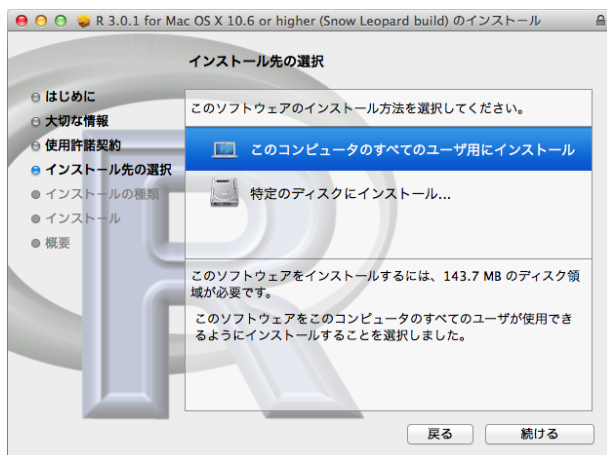 R 3.0.1 for Mac OS X 10.6 or higher (Snow Leopard build) のインストール
インストール先の選択
はじめに
大切な情報
使用許諾契約
インストール先の選択
インストールの種類
インストール
概要
このソフトウェアのインストール方法を選択してください。
このコンピュータのすべてのユーザ用にインストール
特定のディスクにインストール...
このソフトウェアをインストールするには、143.7 MB のディスク領
域が必要です。
このソフトウェアをこのコンピュータのすべてのユーザが使用でき
るようにインストールすることを選択しました。
戻る
続ける